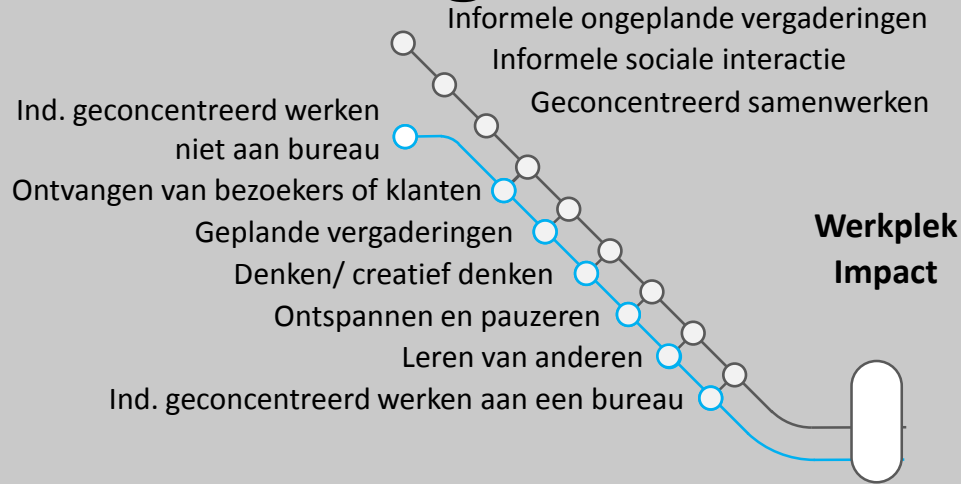 Informele ongeplande vergaderingen
Informele sociale interactie
Geconcentreerd samenwerken
Ind. geconcentreerd werken
niet aan bureau
Ontvangen van bezoekers of klanten
Geplande vergaderingen
Denken/ creatief denken
Ontspannen en pauzeren
Leren van anderen
Ind. geconcentreerd werken aan een bureau
Werkplek
Impact